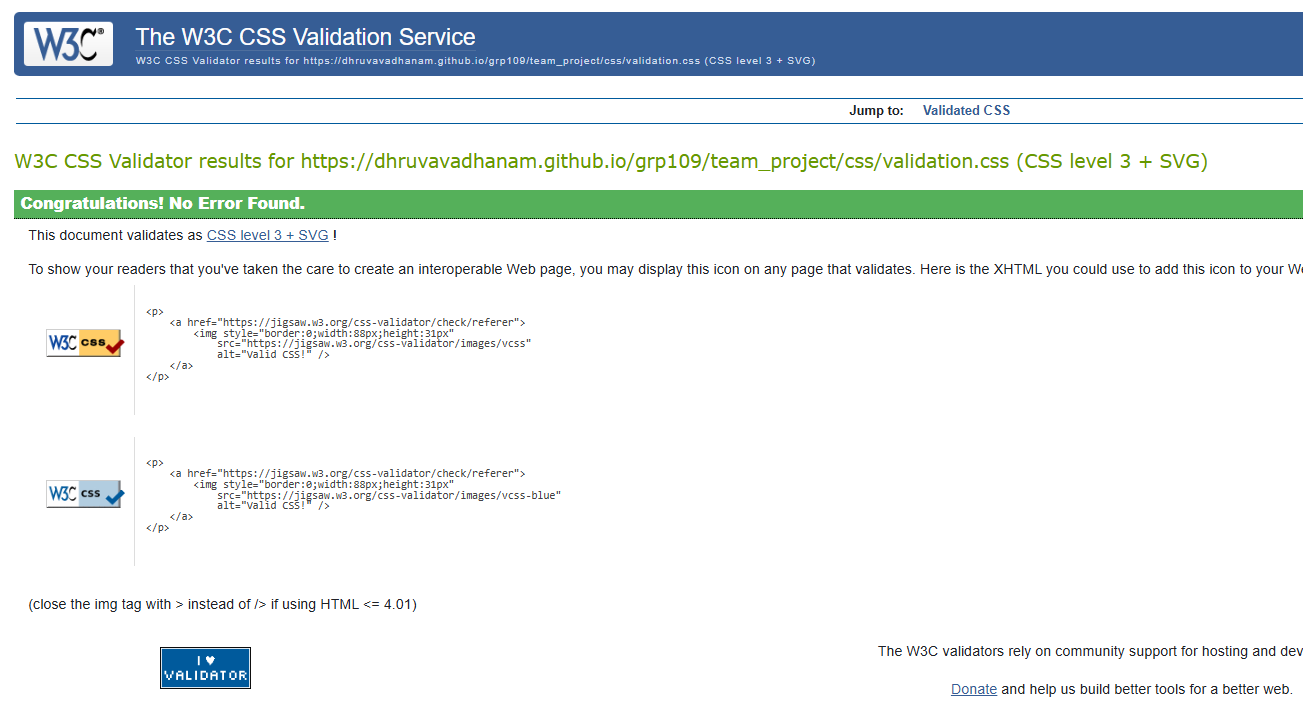 W3C®
The W3C CSS Validation Service
W3C CSS Validator results for https://dhruvavadhanam.github.io/grp109/team_project/css/validation.css (CSS level 3 + SVG)
Jump to: Validated CSS
W3C CSS Validator results for https://dhruvavadhanam.github.io/grp109/team_project/css/validation.css (CSS level 3 + SVG)
Congratulations! No Error Found.
This document validates as CSS level 3 + SVG !
To show your readers that you've taken the care to create an interoperable Web page, you may display this icon on any page that validates. Here is the XHTML you could use to add this icon to your We
W3C css
<p>
<a href="https://jigsaw.w3.org/css-validator/check/referer">
<img style="border:0;width:88px;height:31px"
src="https://jigsaw.w3.org/css-validator/images/vcss"
alt="Valid CSS!" />
</a>
</p>
W3C css
<p>
<a href="https://jigsaw.w3.org/css-validator/check/referer">
<img style="border:0;width:88px;height:31px"
src="https://jigsaw.w3.org/css-validator/images/vcss-blue"
alt="Valid CSS!" />
</a>
</p>
(close the img tag with > instead of /> if using HTML <= 4.01)
I ♥
VALIDATOR
The W3C validators rely on community support for hosting and dev
Donate and help us build better tools for a better web.